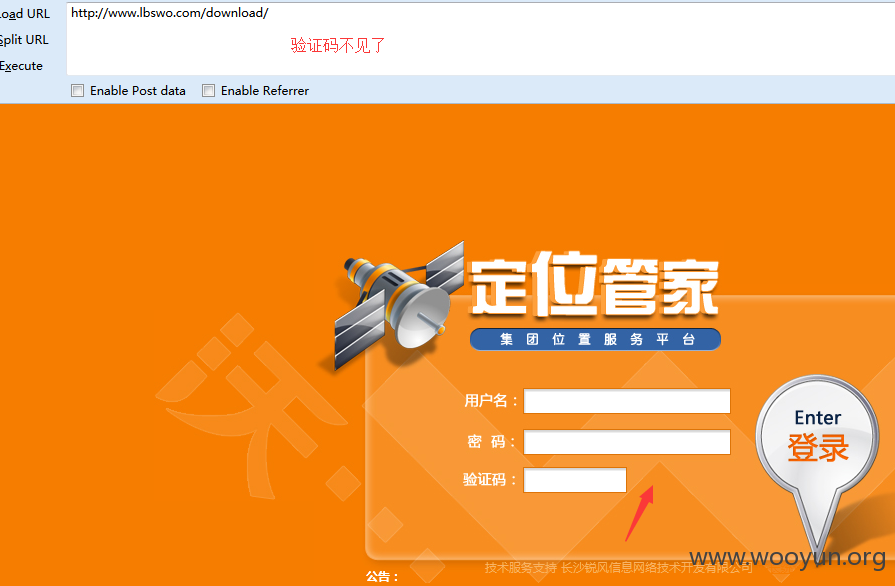 Load URL
http://www.lbswo.com/download/
Split URL
验证码不见了
Execute
Enable Post data
Enable Referrer
定位管家
集团位置服务平台
用户名：
密 码：
验证码：
Enter
登录
www.wooyun.org
技术服务支持 长沙锐风信息网络技术开发有限公司
公告：